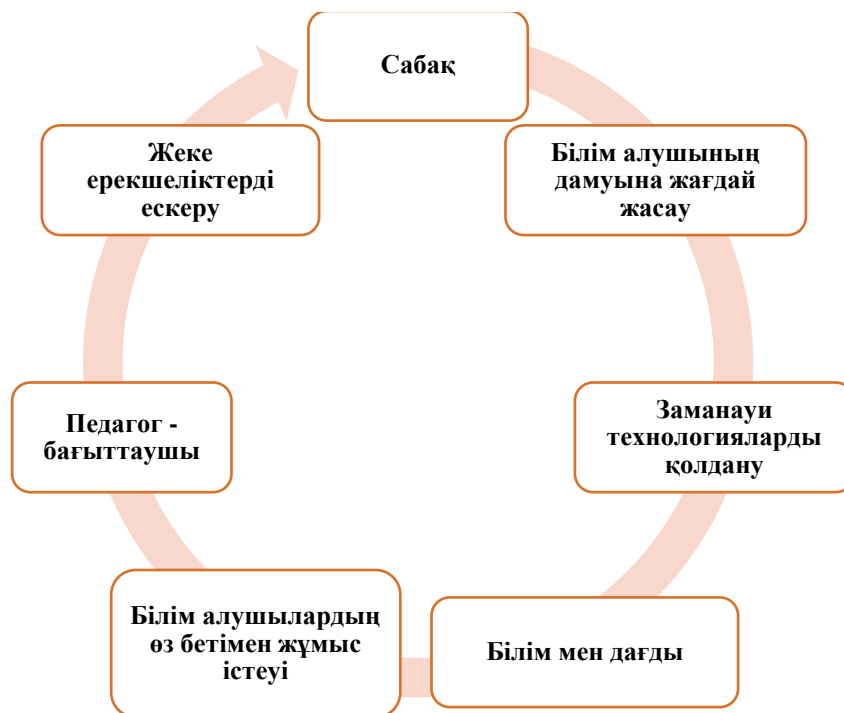 Сабақ
Білім алушының
дамуына жағдай
жасау
Заманауи
технологияларды
қолдану
Білім мен дағды
Білім алушылардың
өз бетімен жұмыс
істеуі
Педагог -
бағыттаушы
Жеке
ерекшеліктерді
ескеру